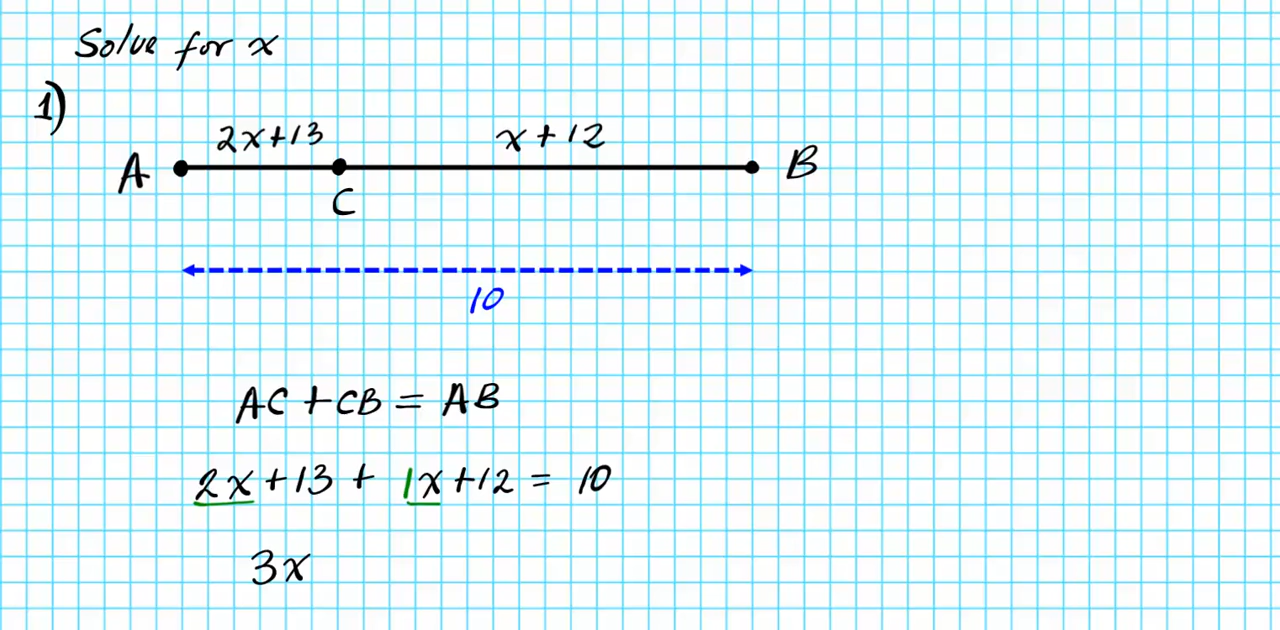 Solve for x
1)
2x+13 x+12
A B
C
10
AC + CB = AB
2x + 13 + 1x + 12 = 10
3x